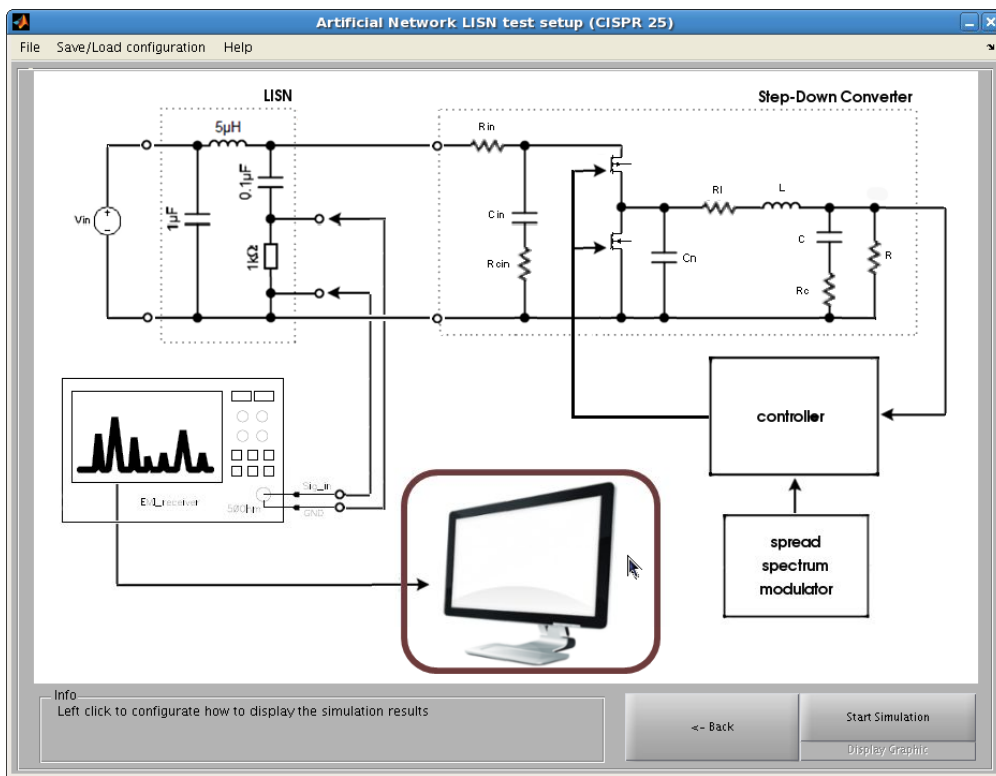 Artificial Network LISN test setup (CISPR 25)
File Save/Load configuration Help
LISN
Step-Down Converter
5µH
Rin
0.1µF
Vin
1µF
Cin
Rl
L
1kΩ
Rcin
Cn
C
R
Rc
controller
EMI_receiver
Sig_in
50Ohm
GND
spread
spectrum
modulator
Info
Left click to configurate how to display the simulation results
<- Back
Start Simulation
Display Graphic